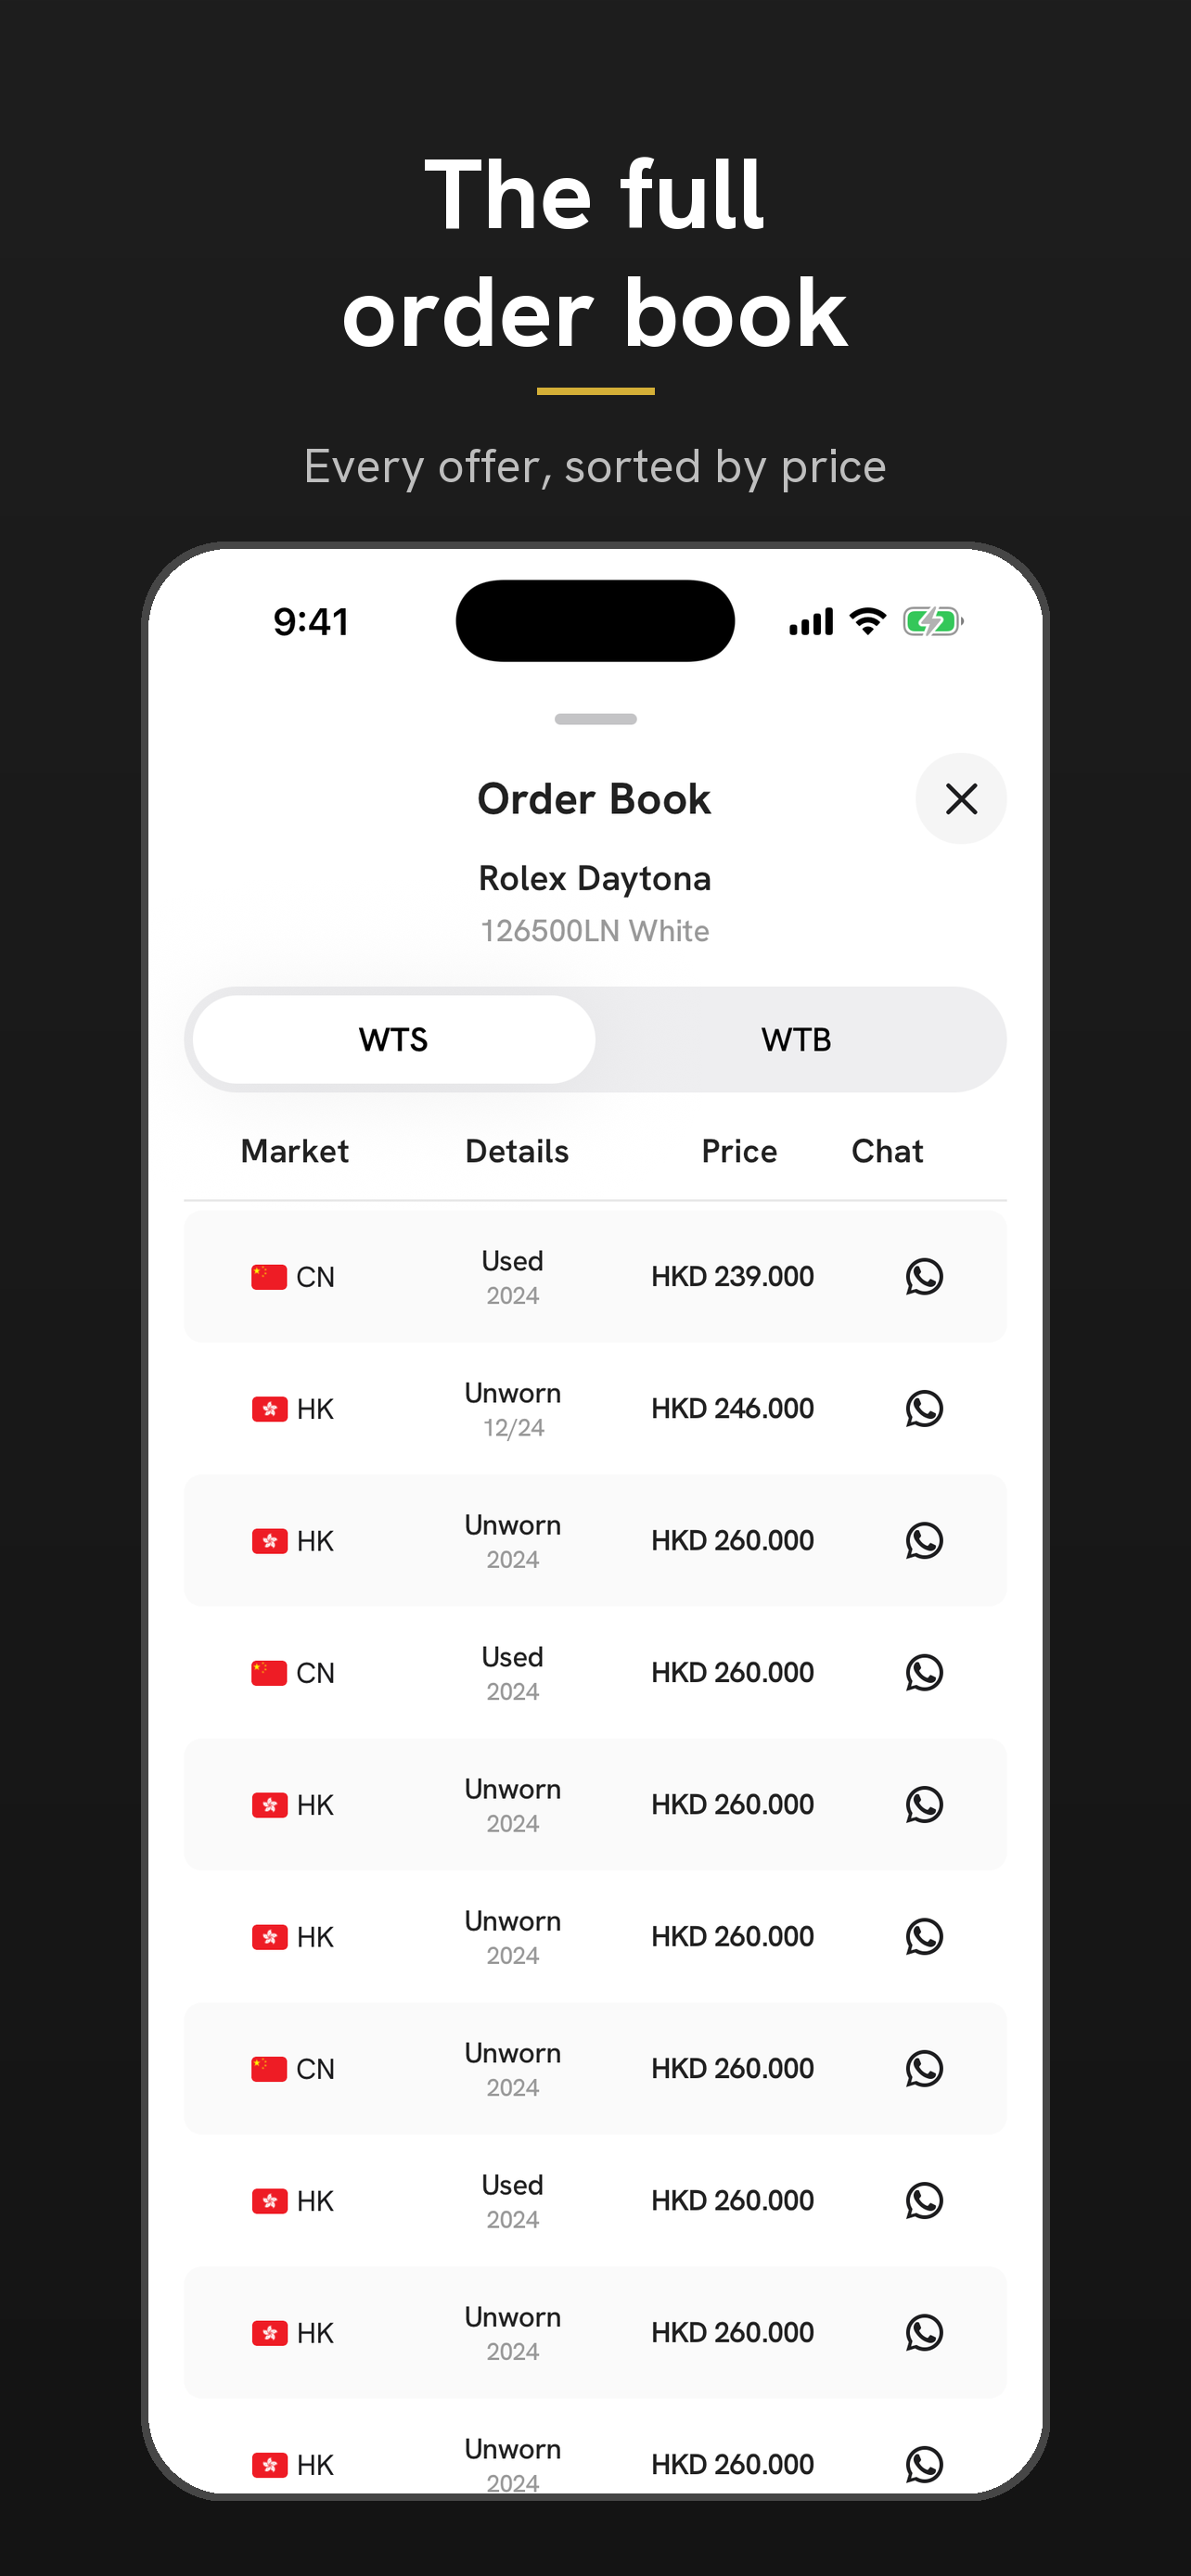 The full
order book
Every offer, sorted by price
9:41
Order Book
Rolex Daytona
126500LN White
WTS WTB
Market Details Price Chat
CN Used HKD 239.000
2024
HK Unworn HKD 246.000
12/24
HK Unworn HKD 260.000
2024
CN Used HKD 260.000
2024
HK Unworn HKD 260.000
2024
HK Unworn HKD 260.000
2024
CN Unworn HKD 260.000
2024
HK Used HKD 260.000
2024
HK Unworn HKD 260.000
2024
HK Unworn HKD 260.000
2024